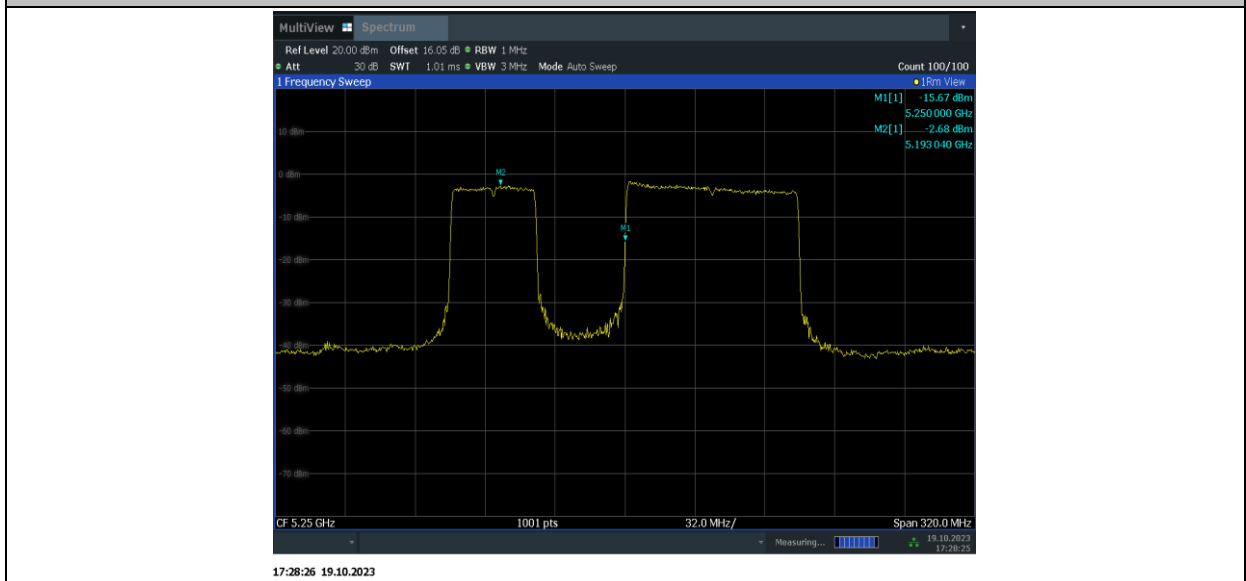 MultiView Spectrum
Ref Level 20.00 dBm Offset 16.05 dB RBW 1 MHz
Att 30 dB SWT 1.01 ms VBW 3 MHz Mode Auto Sweep Count 100/100
1 Frequency Sweep 1Rm View
M1[1] -15.67 dBm
5.250 000 GHz
10 dBm
M2[1] -2.68 dBm
5.193 040 GHz
0 dBm
M2
-10 dBm
M1
-20 dBm
-30 dBm
-40 dBm
-50 dBm
-60 dBm
-70 dBm
CF 5.25 GHz 1001 pts 32.0 MHz/ Span 320.0 MHz
Measuring... 19.10.2023
17:28:25
17:28:26 19.10.2023